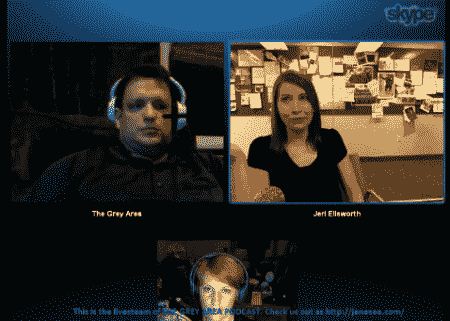 skype
The Grey Area
Jeri Ellsworth
This is the livestream of THE GREY AREA PODCAST. Check us out at